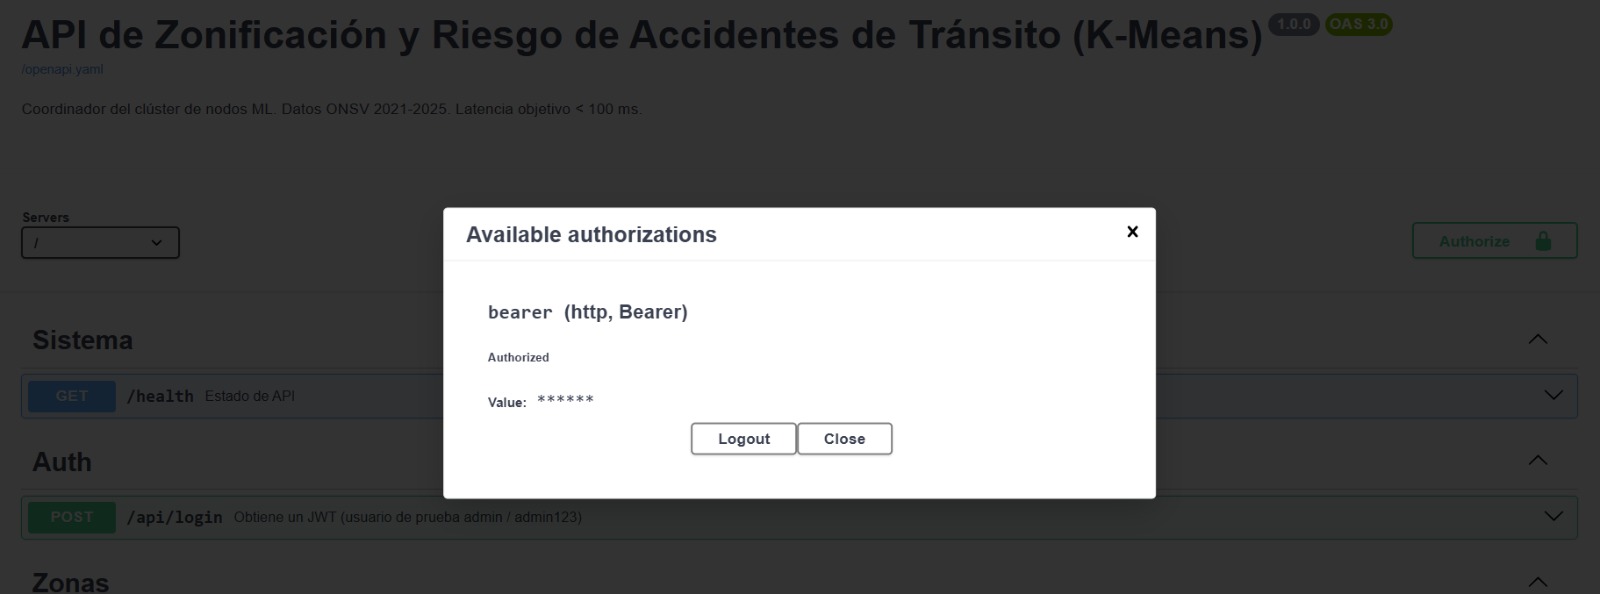 API de Zonificación y Riesgo de Accidentes de Tránsito (K-Means) 1.0.0 OAS 3.0
/openapi.yaml
Coordinador del clúster de nodos ML. Datos ONSV 2021-2025. Latencia objetivo < 100 ms.
Servers
/
Authorize
Available authorizations
bearer (http, Bearer)
Authorized
Value: ******
Logout Close
Sistema
GET /health Estado de API
Auth
POST /api/login Obtiene un JWT (usuario de prueba admin / admin123)
Zonas